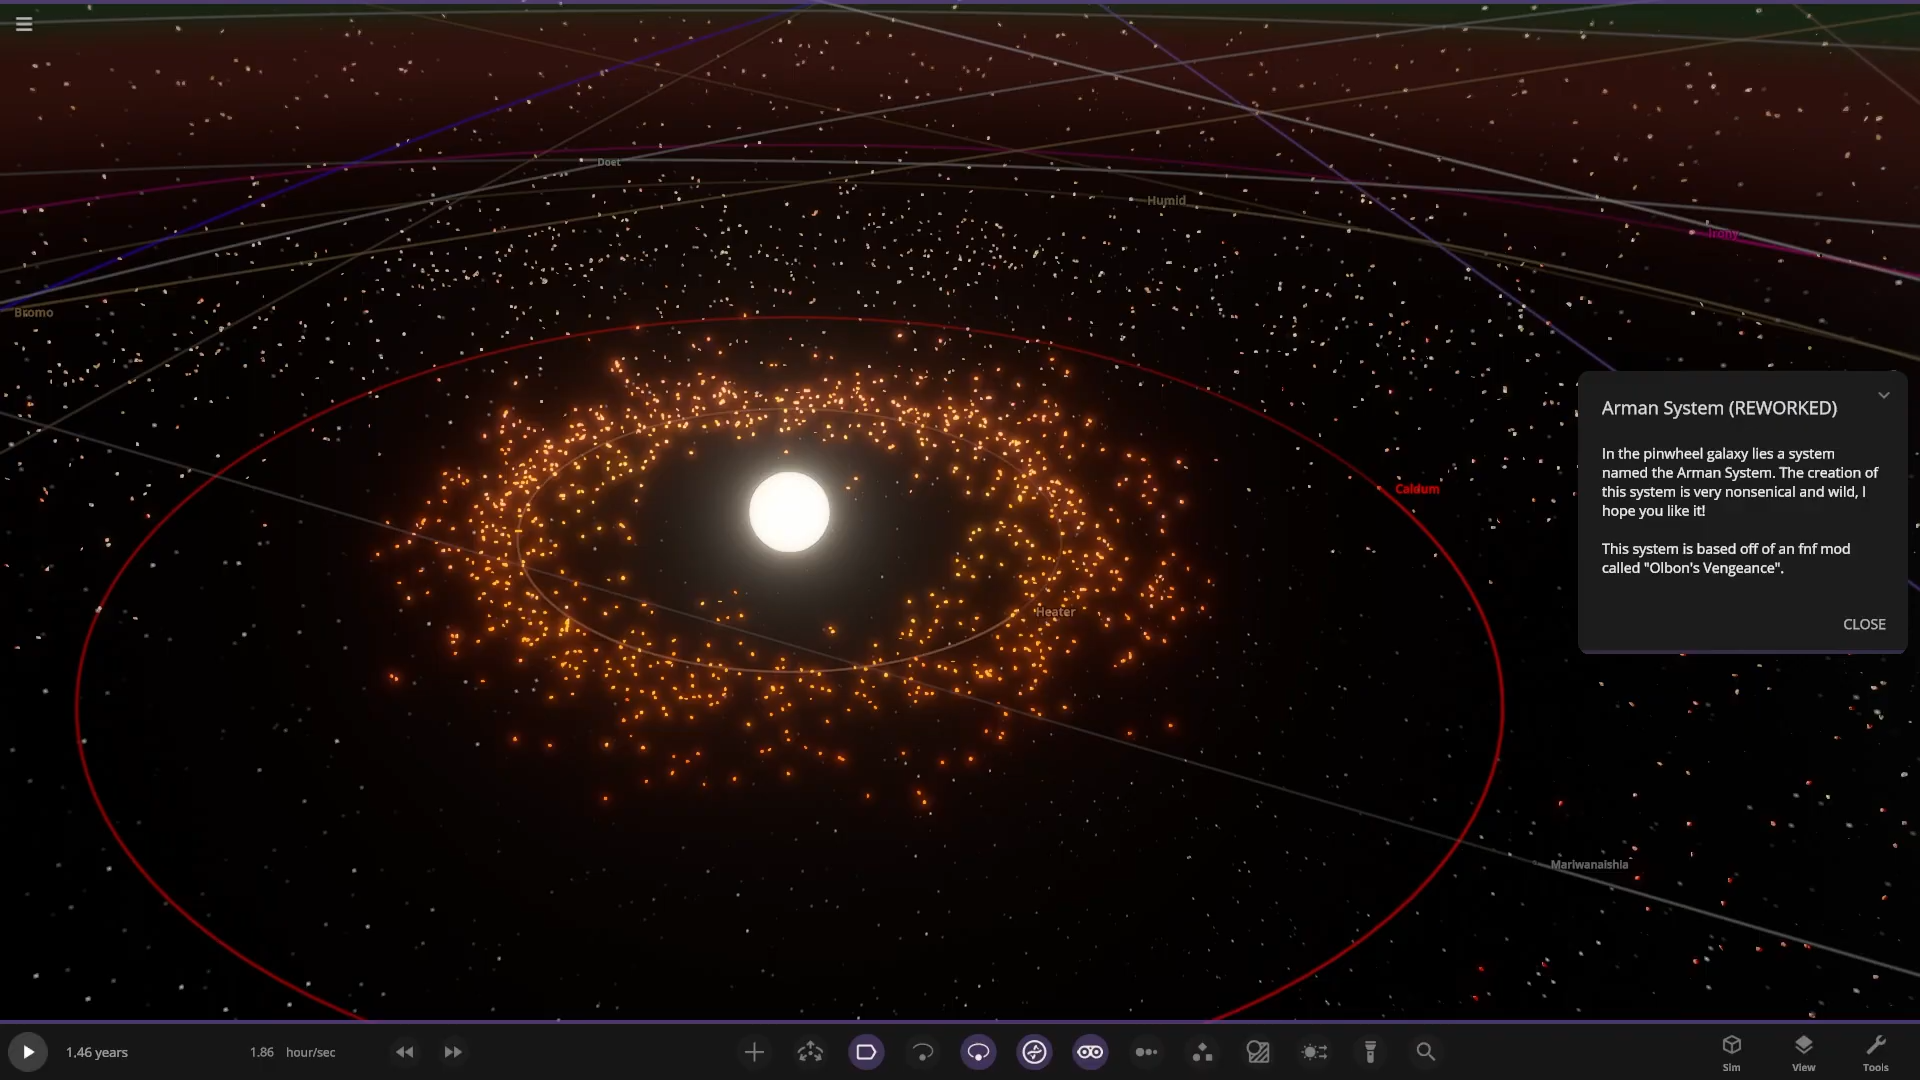 Doet
Humid
Irony
Bromo
Arman System (REWORKED)
In the pinwheel galaxy lies a system
named the Arman System. The creation of
this system is very nonsenical and wild, I
hope you like it!
This system is based off of an fnf mod
called "Olbon's Vengeance".
CLOSE
Caldum
Heater
Mariwanaishia
1.46 years
1.86 hour/sec
Sim
View
Tools